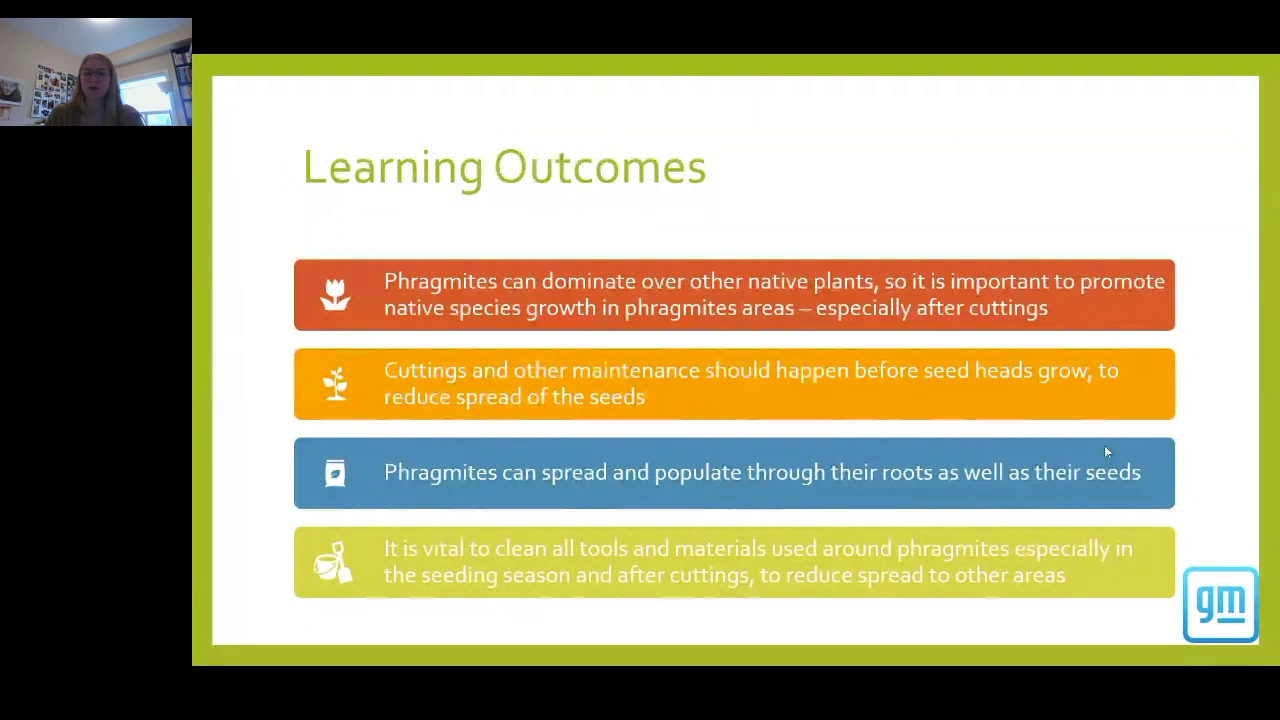 Learning Outcomes
Phragmites can dominate over other native plants, so it is important to promote
native species growth in phragmites areas – especially after cuttings
Cuttings and other maintenance should happen before seed heads grow, to
reduce spread of the seeds
Phragmites can spread and populate through their roots as well as their seeds
It is vital to clean all tools and materials used around phragmites especially in
the seeding season and after cuttings, to reduce spread to other areas
gm